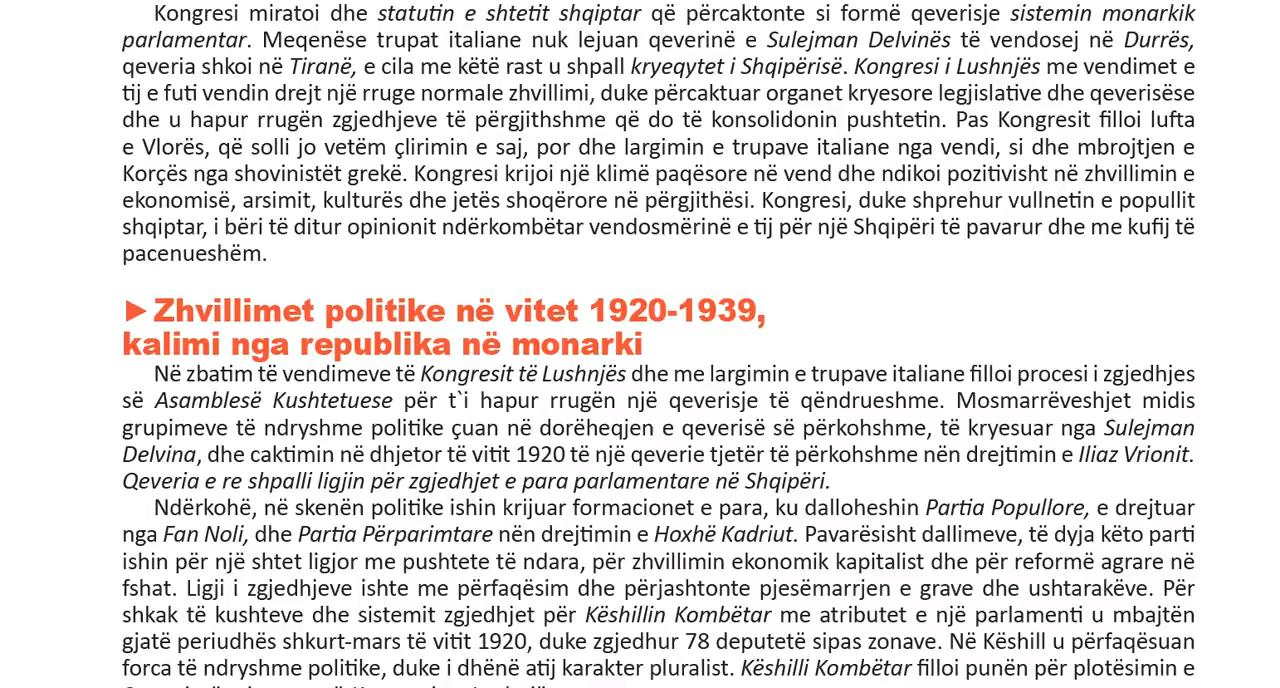 Kongresi miratoi dhe statutin e shtetit shqiptar që përcaktonte si formë qeverisje sistemin monarkik
parlamentar. Meqenëse trupat italiane nuk lejuan qeverinë e Sulejman Delvinës të vendosej në Durrës,
qeveria shkoi në Tiranë, e cila me këtë rast u shpall kryeqytet i Shqipërisë. Kongresi i Lushnjës me vendimet e
tij e futi vendin drejt një rruge normale zhvillimi, duke përcaktuar organet kryesore legjislative dhe qeverisëse
dhe u hapur rrugën zgjedhjeve të përgjithshme që do të konsolidonin pushtetin. Pas Kongresit filloi lufta
e Vlorës, që solli jo vetëm çlirimin e saj, por dhe largimin e trupave italiane nga vendi, si dhe mbrojtjen e
Korçës nga shovinistët grekë. Kongresi krijoi një klimë paqësore në vend dhe ndikoi pozitivisht në zhvillimin e
ekonomisë, arsimit, kulturës dhe jetës shoqërore në përgjithësi. Kongresi, duke shprehur vullnetin e popullit
shqiptar, i bëri të ditur opinionit ndërkombëtar vendosmërinë e tij për një Shqipëri të pavarur dhe me kufij të
pacenueshëm.
►Zhvillimet politike në vitet 1920-1939,
kalimi nga republika në monarki
Në zbatim të vendimeve të Kongresit të Lushnjës dhe me largimin e trupave italiane filloi procesi i zgjedhjes
së Asamblesë Kushtetuese për t`i hapur rrugën një qeverisje të qëndrueshme. Mosmarrëveshjet midis
grupimeve të ndryshme politike çuan në dorëheqjen e qeverisë së përkohshme, të kryesuar nga Sulejman
Delvina, dhe caktimin në dhjetor të vitit 1920 të një qeverie tjetër të përkohshme nën drejtimin e Iliaz Vrionit.
Qeveria e re shpalli ligjin për zgjedhjet e para parlamentare në Shqipëri.
Ndërkohë, në skenën politike ishin krijuar formacionet e para, ku dalloheshin Partia Popullore, e drejtuar
nga Fan Noli, dhe Partia Përparimtare nën drejtimin e Hoxhë Kadriut. Pavarësisht dallimeve, të dyja këto parti
ishin për një shtet ligjor me pushtete të ndara, për zhvillimin ekonomik kapitalist dhe për reformë agrare në
fshat. Ligji i zgjedhjeve ishte me përfaqësim dhe përjashtonte pjesëmarrjen e grave dhe ushtarakëve. Për
shkak të kushteve dhe sistemit zgjedhjet për Këshillin Kombëtar me atributet e një parlamenti u mbajtën
gjatë periudhës shkurt-mars të vitit 1920, duke zgjedhur 78 deputetë sipas zonave. Në Këshill u përfaqësuan
forca të ndryshme politike, duke i dhënë atij karakter pluralist. Këshilli Kombëtar filloi punën për plotësimin e